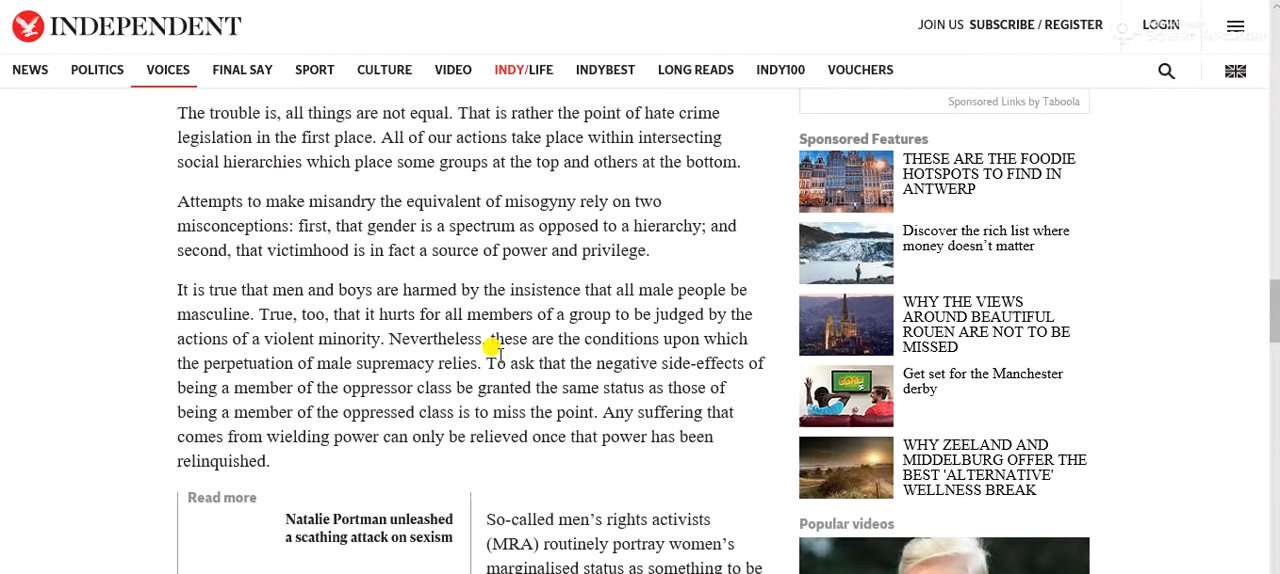 INDEPENDENT
JOIN US SUBSCRIBE / REGISTER LOGIN
NEWS POLITICS VOICES FINAL SAY SPORT CULTURE VIDEO INDY/LIFE INDYBEST LONG READS INDY100 VOUCHERS
The trouble is, all things are not equal. That is rather the point of hate crime
legislation in the first place. All of our actions take place within intersecting
social hierarchies which place some groups at the top and others at the bottom.
Attempts to make misandry the equivalent of misogyny rely on two
misconceptions: first, that gender is a spectrum as opposed to a hierarchy; and
second, that victimhood is in fact a source of power and privilege.
It is true that men and boys are harmed by the insistence that all male people be
masculine. True, too, that it hurts for all members of a group to be judged by the
actions of a violent minority. Nevertheless, these are the conditions upon which
the perpetuation of male supremacy relies. To ask that the negative side-effects of
being a member of the oppressor class be granted the same status as those of
being a member of the oppressed class is to miss the point. Any suffering that
comes from wielding power can only be relieved once that power has been
relinquished.
Read more
Natalie Portman unleashed
a scathing attack on sexism
So-called men’s rights activists
(MRA) routinely portray women’s
marginalised status as something to be
Sponsored Links by Taboola
Sponsored Features
THESE ARE THE FOODIE
HOTSPOTS TO FIND IN
ANTWERP
Discover the rich list where
money doesn’t matter
WHY THE VIEWS
AROUND BEAUTIFUL
ROUEN ARE NOT TO BE
MISSED
Get set for the Manchester
derby
WHY ZEELAND AND
MIDDELBURG OFFER THE
BEST 'ALTERNATIVE'
WELLNESS BREAK
Popular videos